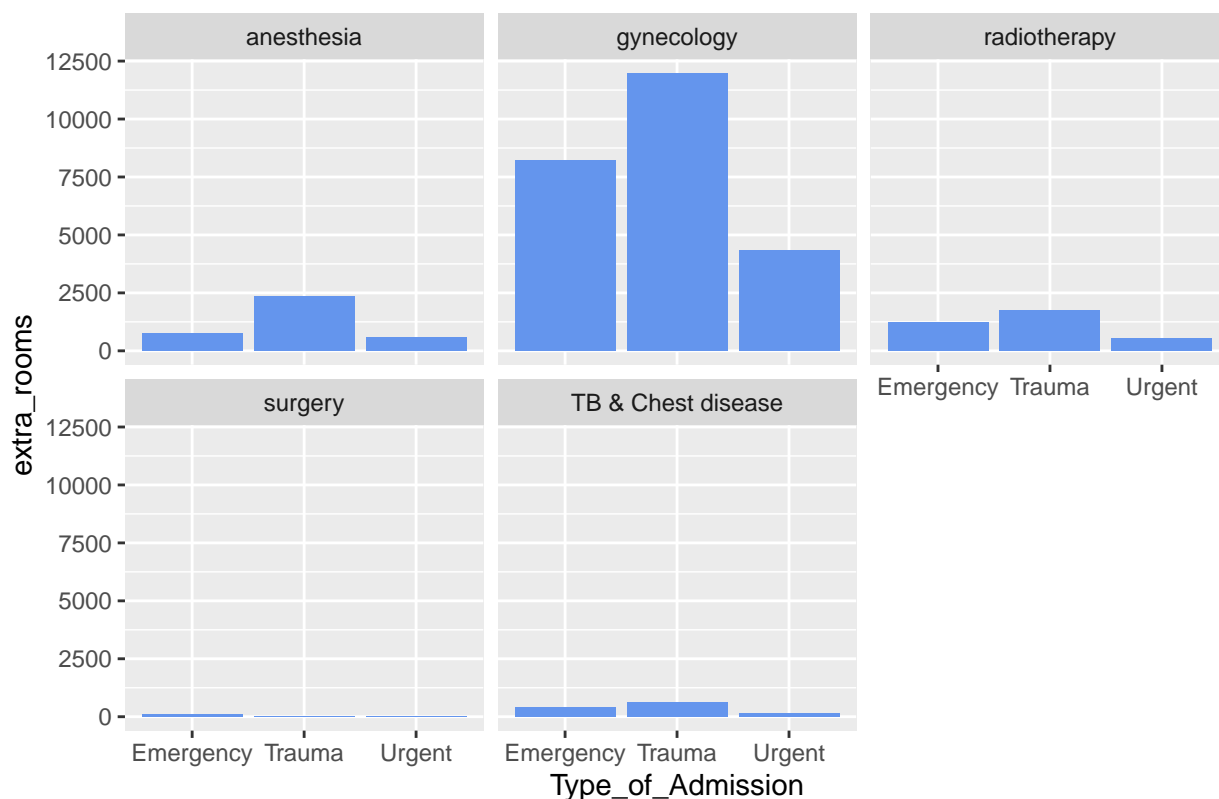 anesthesia
gynecology
radiotherapy
12500
10000
7500
5000
2500
0
Emergency Trauma Urgent
surgery
TB & Chest disease
12500
10000
7500
5000
2500
0
Emergency Trauma Urgent
Emergency Trauma Urgent
extra_rooms
Type_of_Admission